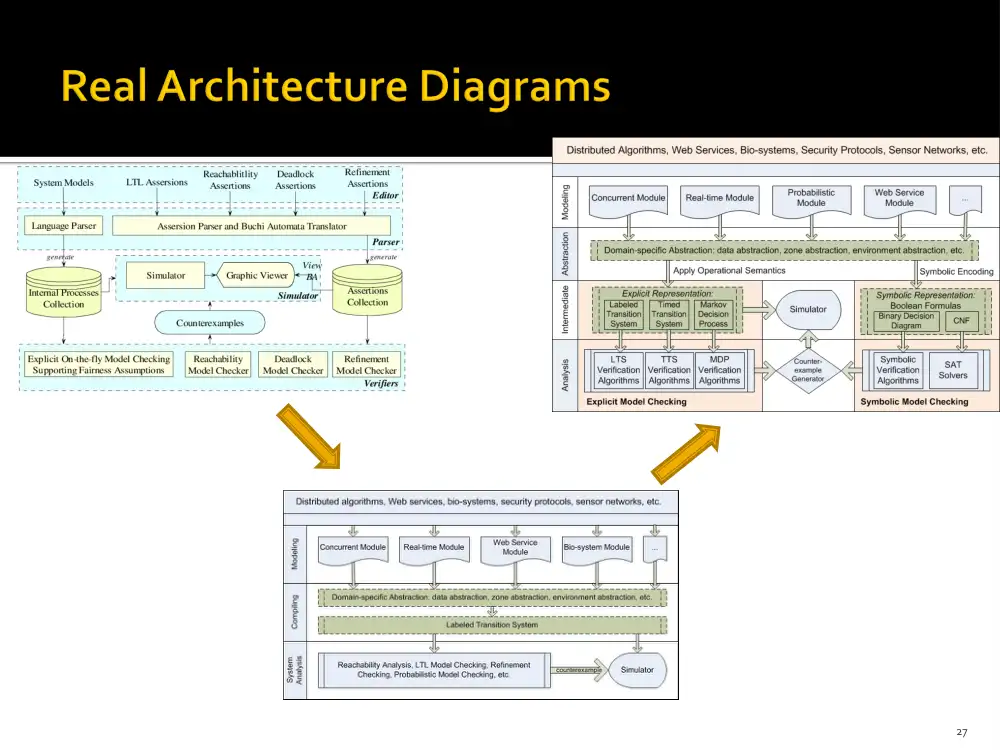 Real Architecture Diagrams
System Models
LTL Assersions
Reachablitlity
Assertions
Deadlock
Assertions
Refinement
Assertions
Editor
Language Parser
Assersion Parser and Buchi Automata Translator
Parser
generate
generate
Internal Processes
Collection
Simulator
Graphic Viewer
View
BA
Simulator
Assertions
Collection
Counterexamples
Explicit On-the-fly Model Checking
Supporting Fairness Assumptions
Reachability
Model Checker
Deadlock
Model Checker
Refinement
Model Checker
Verifiers
Distributed Algorithms, Web Services, Bio-systems, Security Protocols, Sensor Networks, etc.
Modeling
Concurrent Module
Real-time Module
Probabilistic
Module
Web Service
Module
...
Abstraction
Domain-specific Abstraction: data abstraction, zone abstraction, environment abstraction, etc.
Apply Operational Semantics
Symbolic Encoding
Intermediate
Explicit Representation:
Labeled
Transition
System
Timed
Transition
System
Markov
Decision
Process
Simulator
Symbolic Representation:
Boolean Formulas
Binary Decision
Diagram
CNF
Analysis
LTS
Verification
Algorithms
TTS
Verification
Algorithms
MDP
Verification
Algorithms
Counter-
example
Generator
Symbolic
Verification
Algorithms
SAT
Solvers
Explicit Model Checking
Symbolic Model Checking
Distributed algorithms, Web services, bio-systems, security protocols, sensor networks, etc.
Modeling
Concurrent Module
Real-time Module
Web Service
Module
Bio-system Module
...
Compiling
Domain-specific Abstraction: data abstraction, zone abstraction, environment abstraction, etc.
Labeled Transition System
System
Analysis
Reachability Analysis, LTL Model Checking, Refinement
Checking, Probabilistic Model Checking, etc.
counterexample
Simulator
27